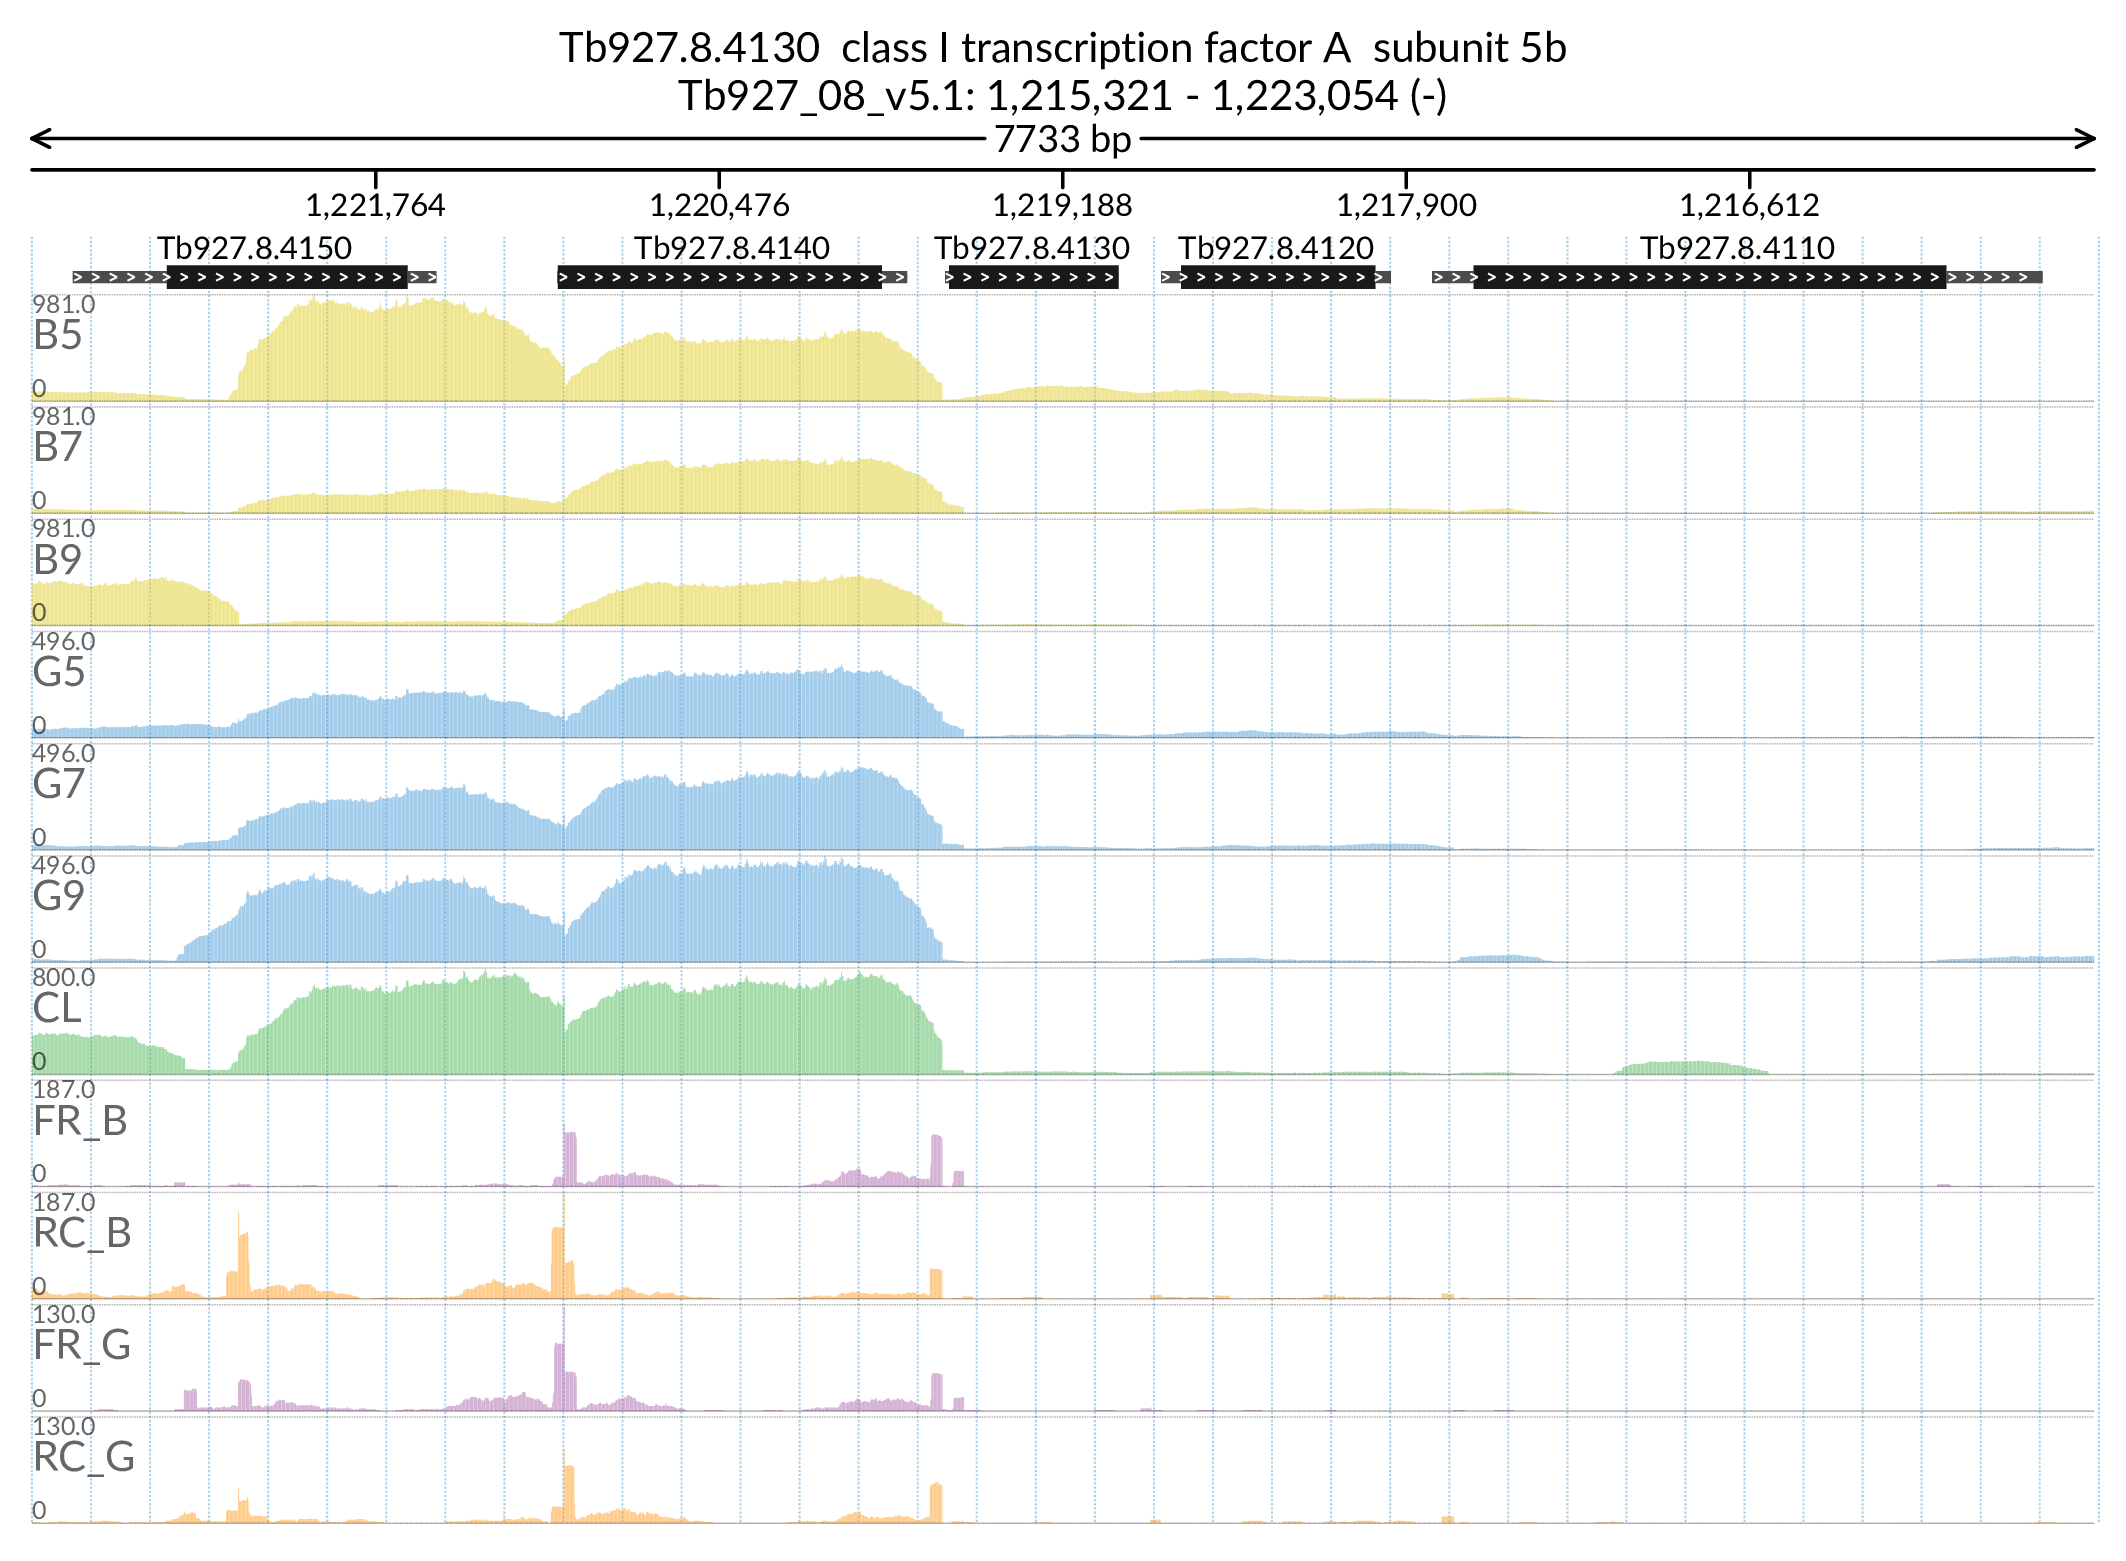 Tb927.8.4130  class I transcription factor A  subunit 5b
Tb927_08_v5.1: 1,215,321 - 1,223,054 (-)
7733 bp
1,221,764 1,220,476 1,219,188 1,217,900 1,216,612
Tb927.8.4150 Tb927.8.4140 Tb927.8.4130 Tb927.8.4120 Tb927.8.4110
981.0
B5
0
981.0
B7
0
981.0
B9
0
496.0
G5
0
496.0
G7
0
496.0
G9
0
800.0
CL
0
187.0
FR_B
0
187.0
RC_B
0
130.0
FR_G
0
130.0
RC_G
0